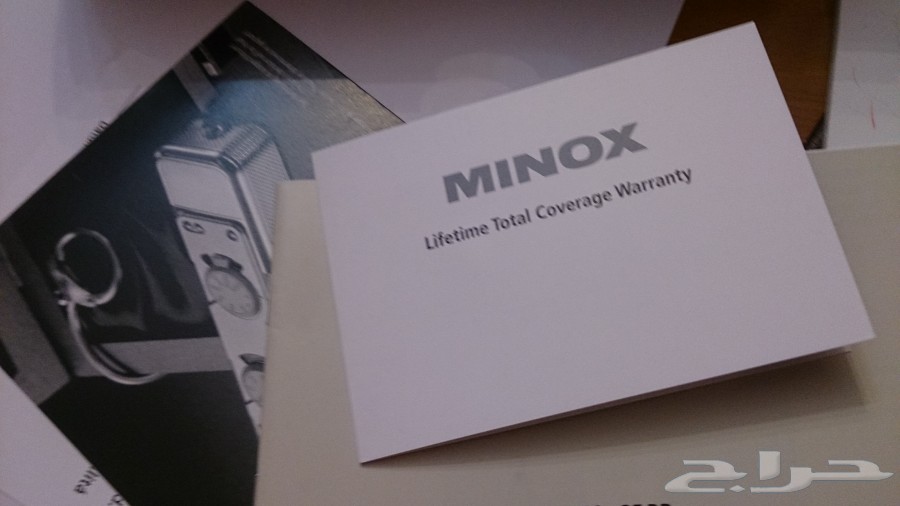 MINOX
Lifetime Total Coverage Warranty
حراج